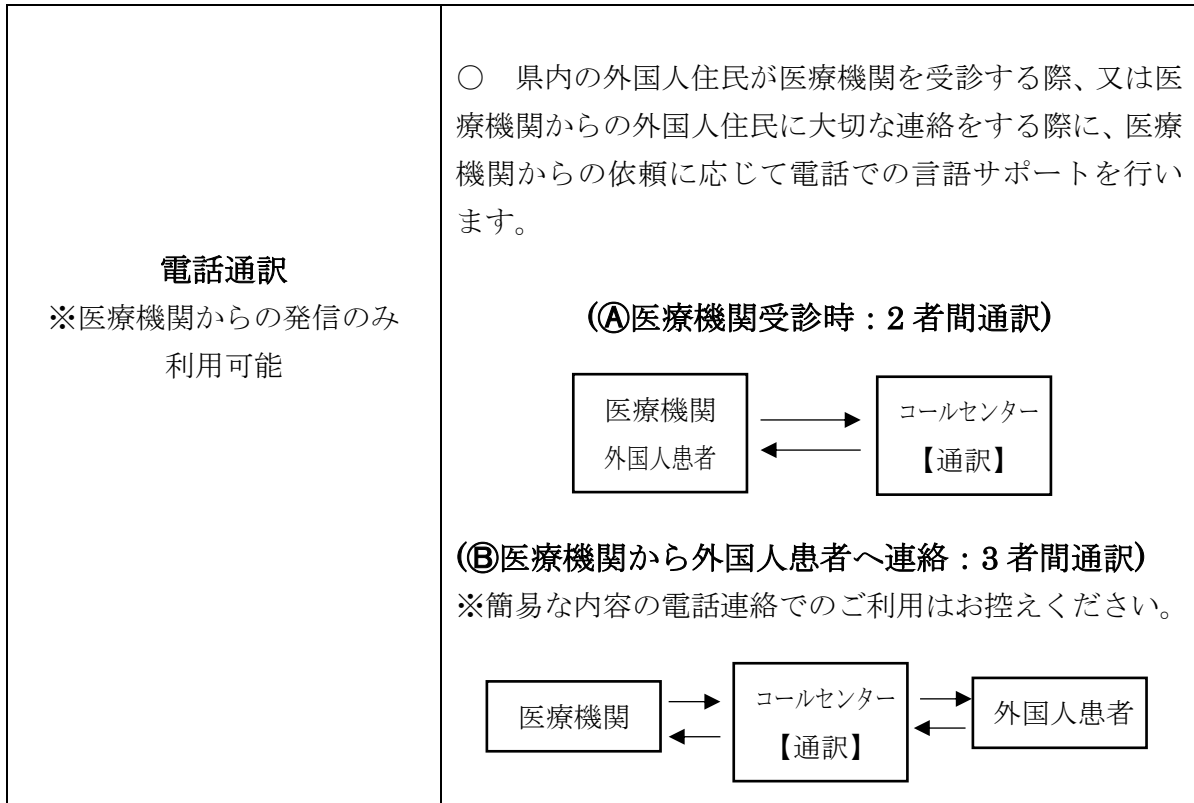 電話通訳
※医療機関からの発信のみ
利用可能
○　県内の外国人住民が医療機関を受診する際、又は医
療機関からの外国人住民に大切な連絡をする際に、医療
機関からの依頼に応じて電話での言語サポートを行い
ます。
(Ⓐ医療機関受診時：2 者間通訳)
医療機関
外国人患者
コールセンター
【通訳】
(Ⓑ医療機関から外国人患者へ連絡：3 者間通訳)
※簡易な内容の電話連絡でのご利用はお控えください。
医療機関
コールセンター
【通訳】
外国人患者